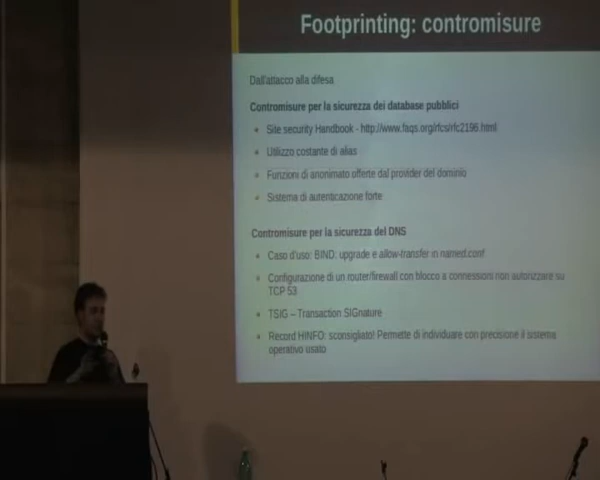 Footprinting: contromisure
Dall'attacco alla difesa
Contromisure per la sicurezza dei database pubblici
Site security Handbook - http://www.faqs.org/rfcs/rfc2196.html
Utilizzo costante di alias
Funzioni di anonimato offerte dal provider del dominio
Sistema di autenticazione forte
Contromisure per la sicurezza del DNS
Caso d'uso: BIND: upgrade e allow-transfer in named.conf
Configurazione di un router/firewall con blocco a connessioni non autorizzare su
TCP 53
TSIG – Transaction SIGnature
Record HINFO: sconsigliato! Permette di individuare con precisione il sistema
operativo usato